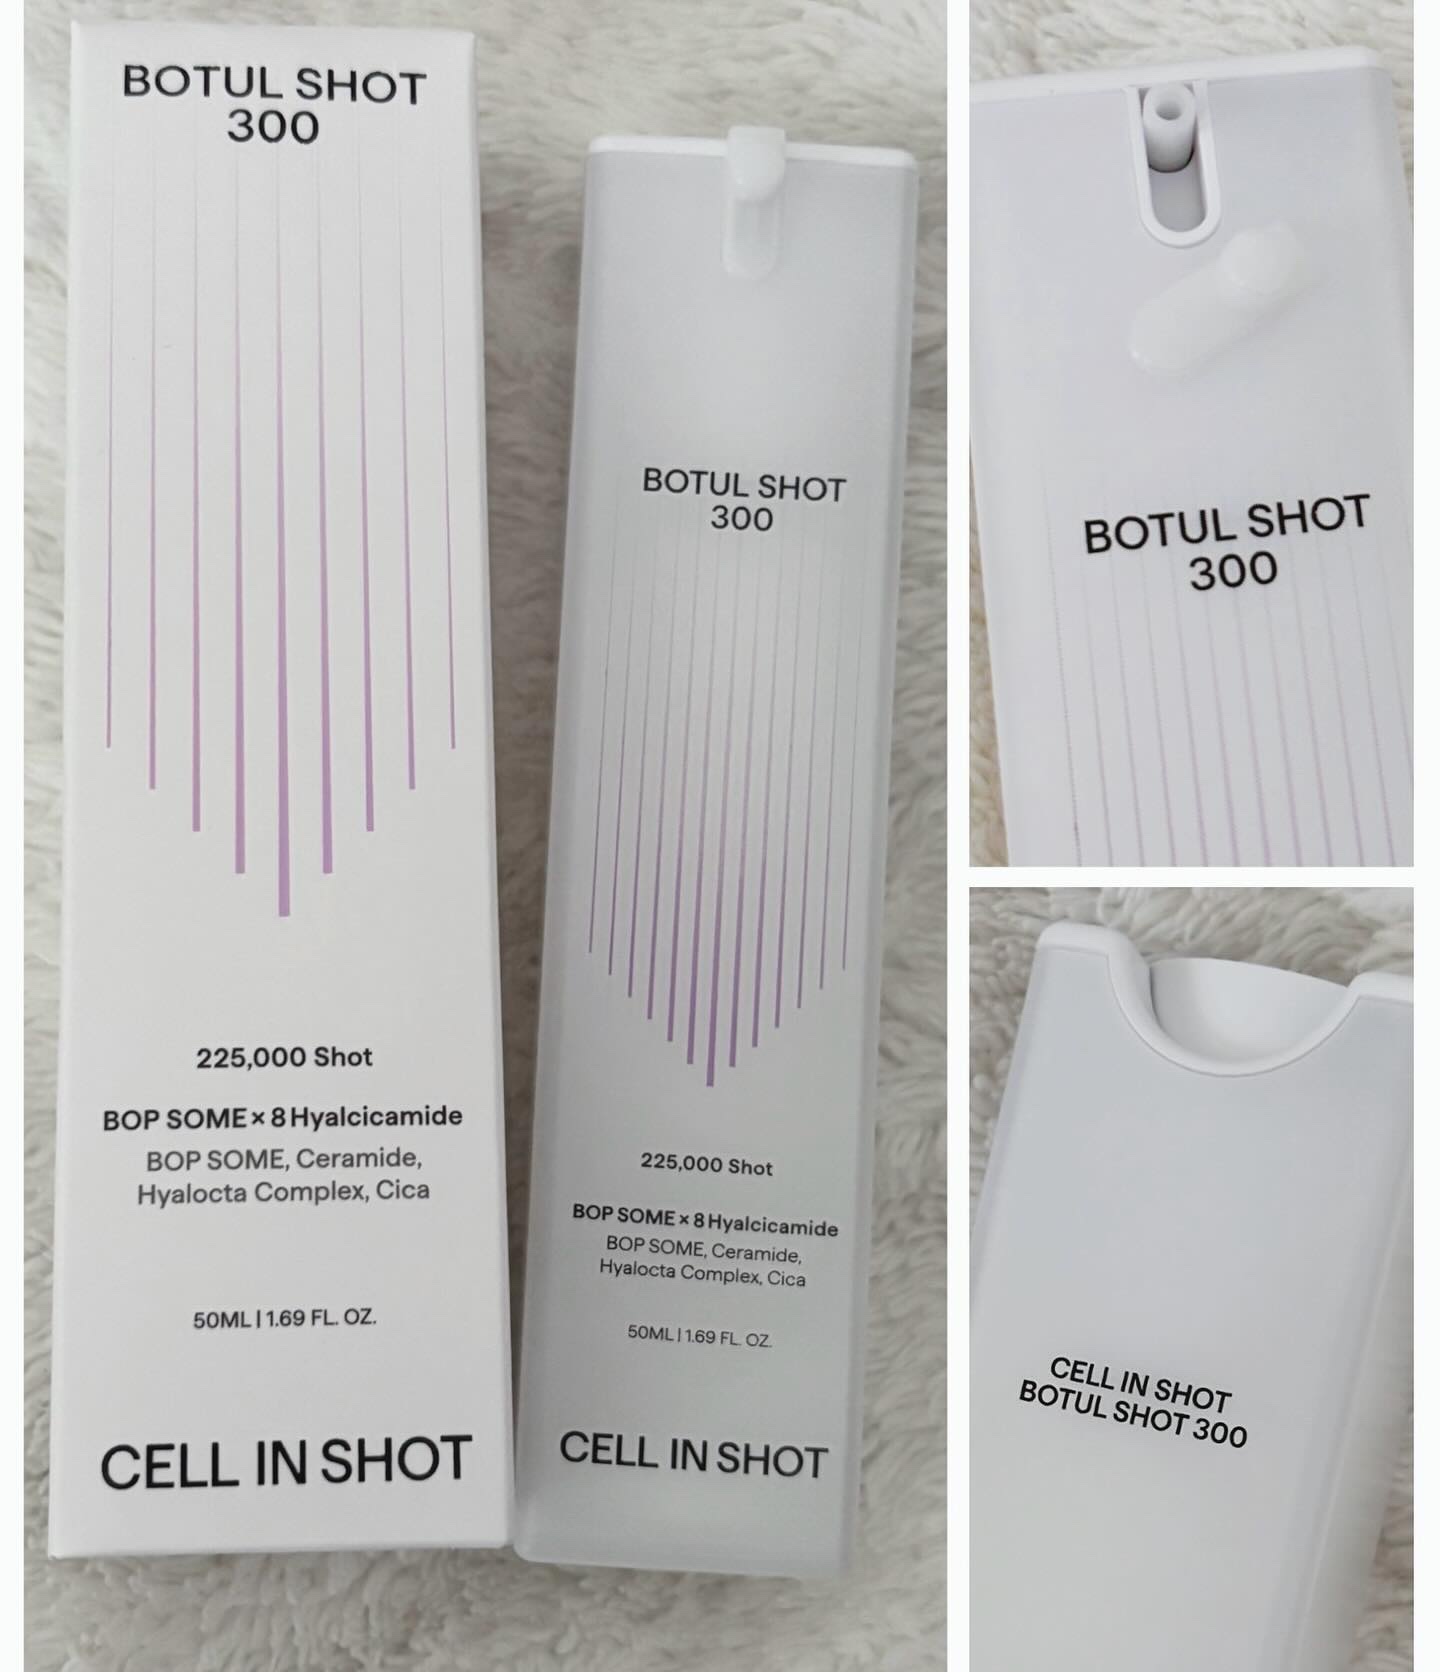 BOTUL SHOT
300
225,000 Shot
BOP SOME × 8 Hyalcicamide
BOP SOME, Ceramide,
Hyalocta Complex, Cica
50ML | 1.69 FL. OZ.
CELL IN SHOT
BOTUL SHOT
300
225,000 Shot
BOP SOME × 8 Hyalcicamide
BOP SOME, Ceramide,
Hyalocta Complex, Cica
50ML | 1.69 FL. OZ.
CELL IN SHOT
BOTUL SHOT
300
CELL IN SHOT
BOTUL SHOT 300